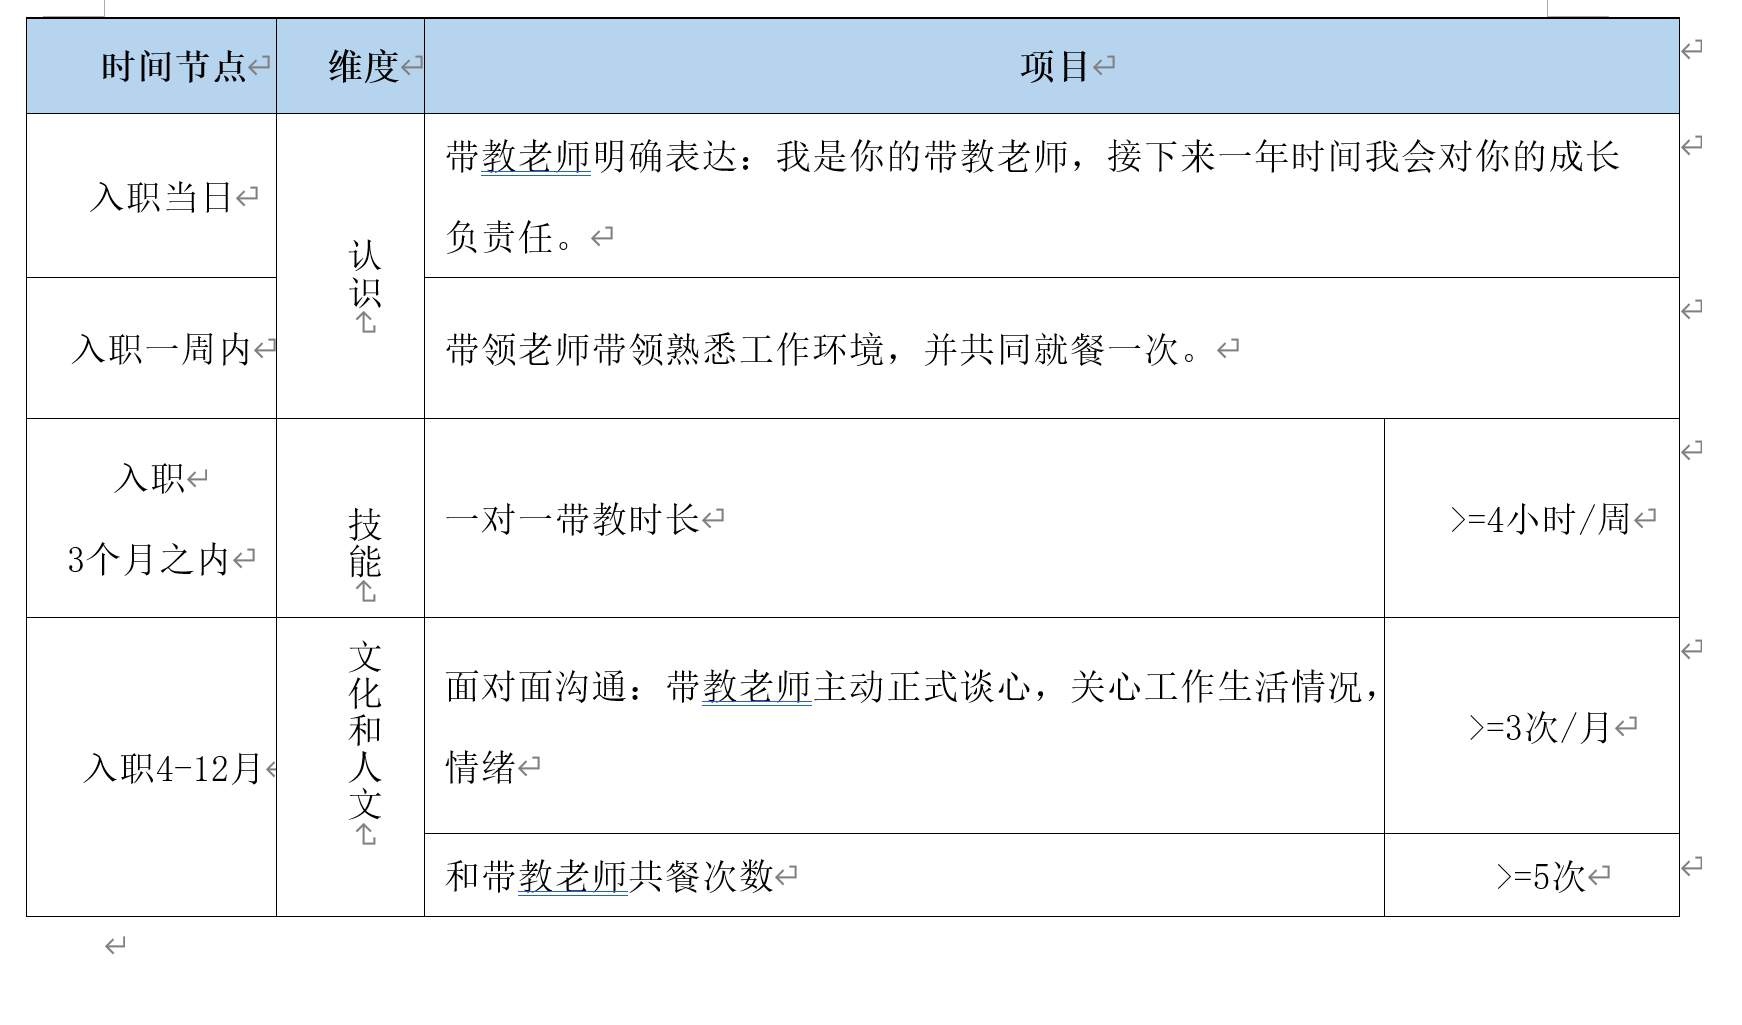 时间节点
维度
项目
入职当日
认识
带教老师明确表达：我是你的带教老师，接下来一年时间我会对你的成长
负责任。
入职一周内
带领老师带领熟悉工作环境，并共同就餐一次。
入职
3个月之内
技能
一对一带教时长
>=4小时/周
入职4-12月
文化和人文
面对面沟通：带教老师主动正式谈心，关心工作生活情况，
情绪
>=3次/月
和带教老师共餐次数
>=5次